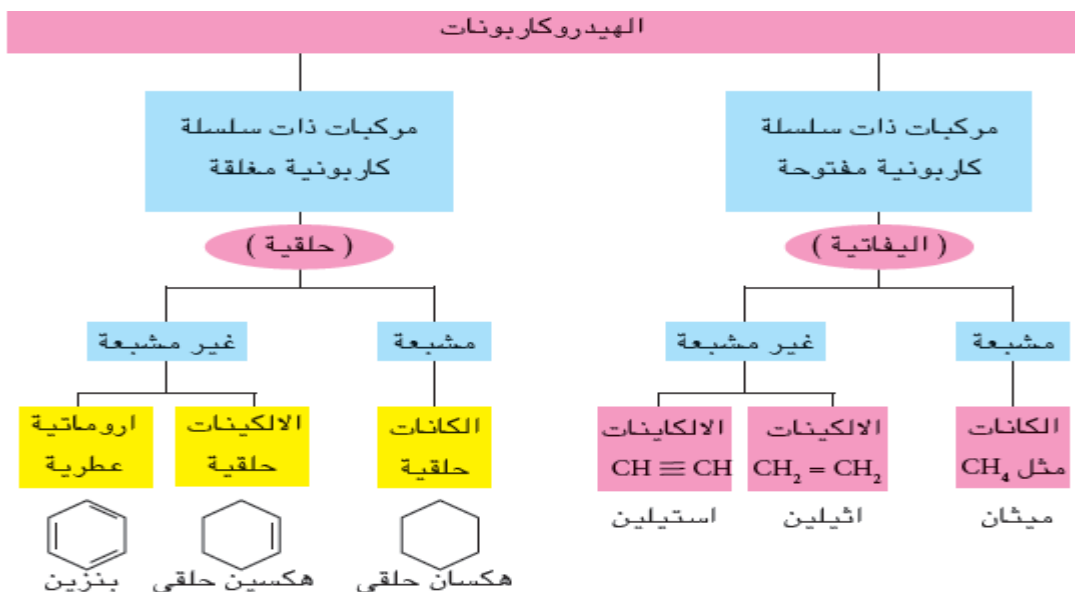 الهيدروكاربونات
مركبات ذات سلسلة
كاربونية مفتوحة
مركبات ذات سلسلة
كاربونية مغلقة
( اليفاتية )
( حلقية )
مشبعة
غير مشبعة
مشبعة
غير مشبعة
الكانات
مثل CH₄
الالكينات
CH₂ = CH₂
الالكاينات
CH ≡ CH
الكانات
حلقية
الالكينات
حلقية
اروماتية
عطرية
ميثان
اثيلين
استيلين
هكسان حلقي
هكسين حلقي
بنزين